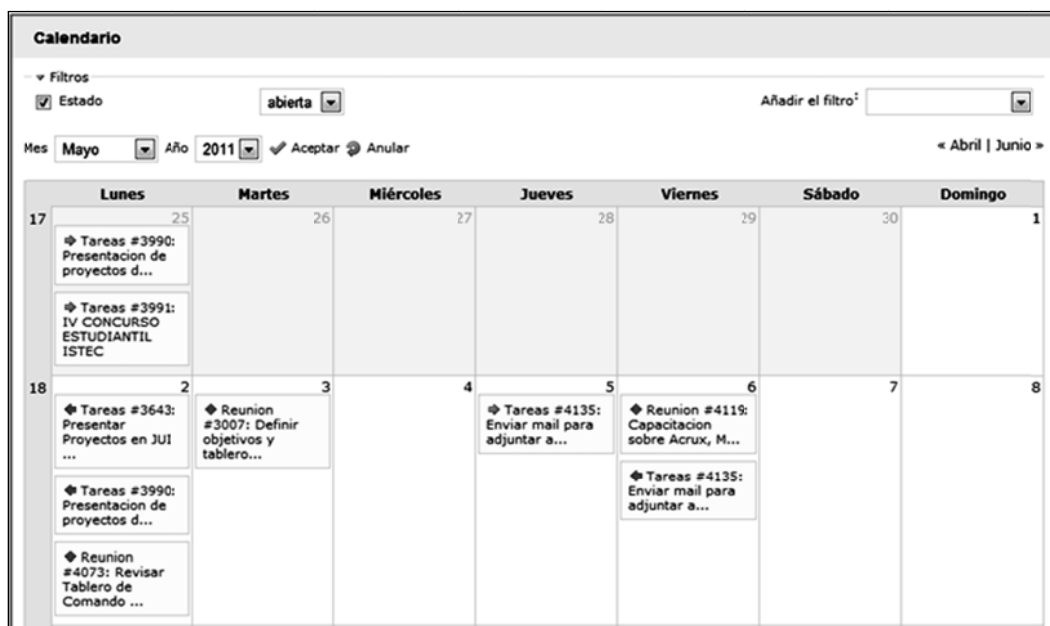 Calendario
Filtros
Estado abierta Añadir el filtro:
Mes Mayo Año 2011 Aceptar Anular « Abril | Junio »
Lunes Martes Miércoles Jueves Viernes Sábado Domingo
17 25 26 27 28 29 30 1
Tareas #3990:
Presentacion de
proyectos d...
Tareas #3991:
IV CONCURSO
ESTUDIANTIL
ISTEC
18 2 3 4 5 6 7 8
Tareas #3643:
Presentar
Proyectos en JUI
...
Tareas #3990:
Presentacion de
proyectos d...
Reunion
#4073: Revisar
Tablero de
Comando ...
Reunion
#3007: Definir
objetivos y
tablero...
Tareas #4135:
Enviar mail para
adjuntar a...
Reunion #4119:
Capacitacion
sobre Acrux, M...
Tareas #4135:
Enviar mail para
adjuntar a...